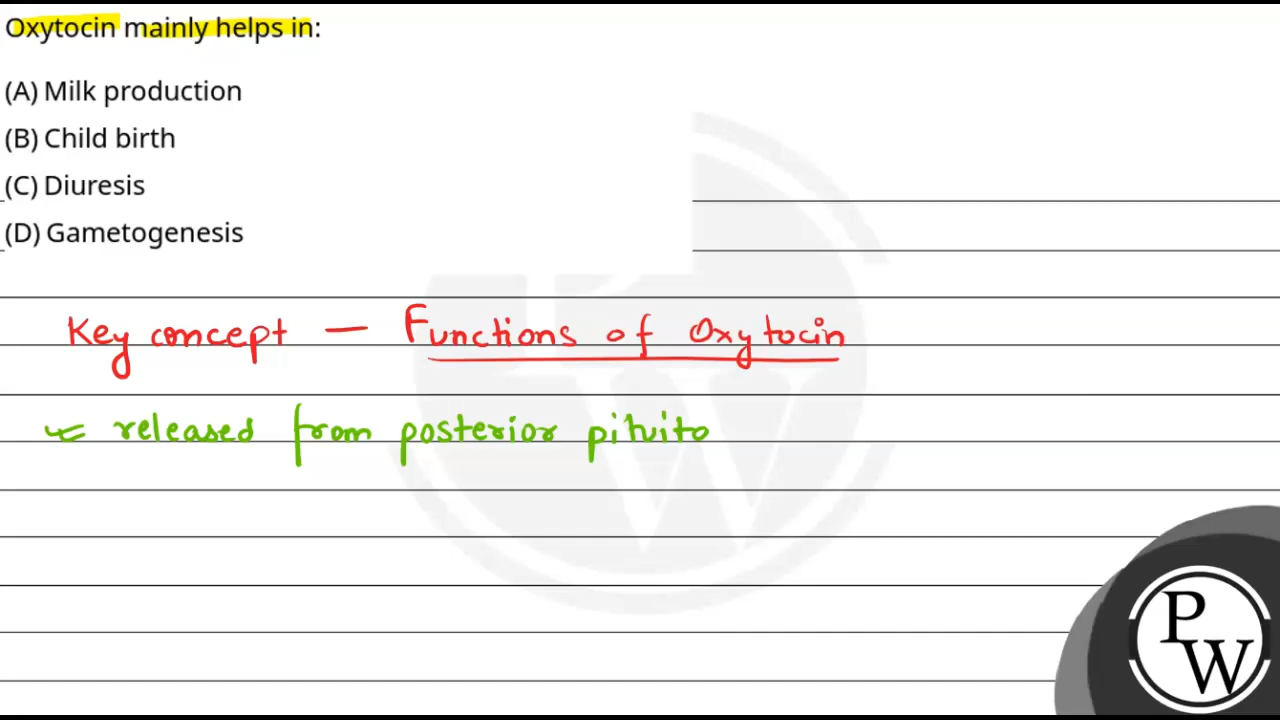 Oxytocin mainly helps in:
(A) Milk production
(B) Child birth
(C) Diuresis
(D) Gametogenesis
Key concept — Functions of Oxytocin
released from posterior pituita
PW